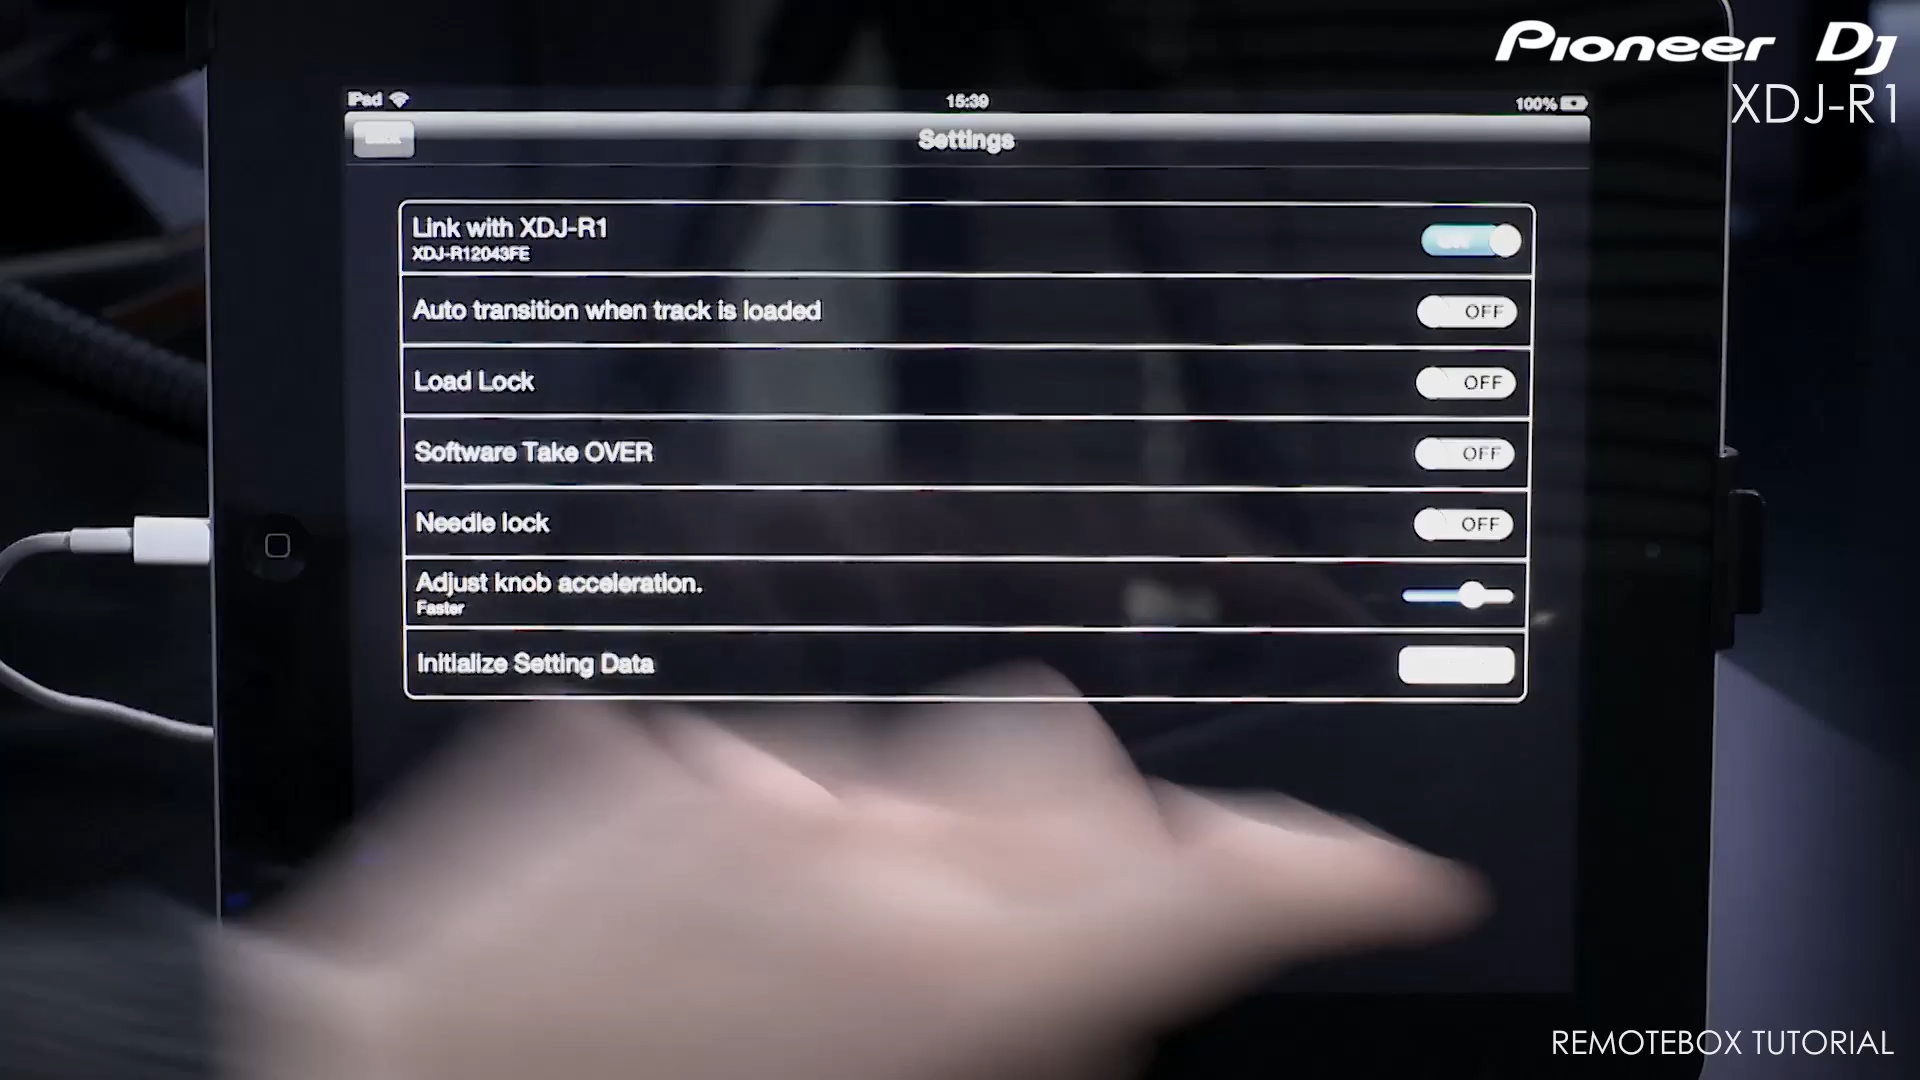 Pioneer Dj
XDJ-R1
iPad 15:39 100%
Settings
Link with XDJ-R1
XDJ-R12043FE
Auto transition when track is loaded OFF
Load Lock OFF
Software Take OVER OFF
Needle lock OFF
Adjust knob acceleration.
Faster
Initialize Setting Data
REMOTEBOX TUTORIAL